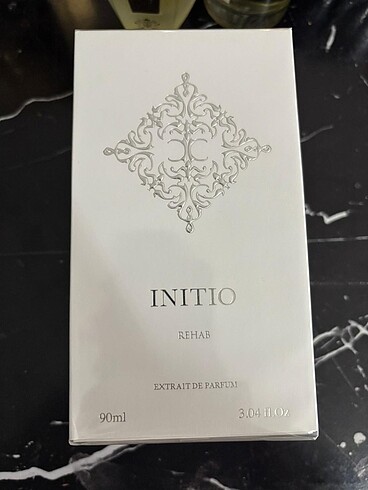 INITIO
REHAB
EXTRAIT DE PARFUM
90ml 3.04 fl Oz